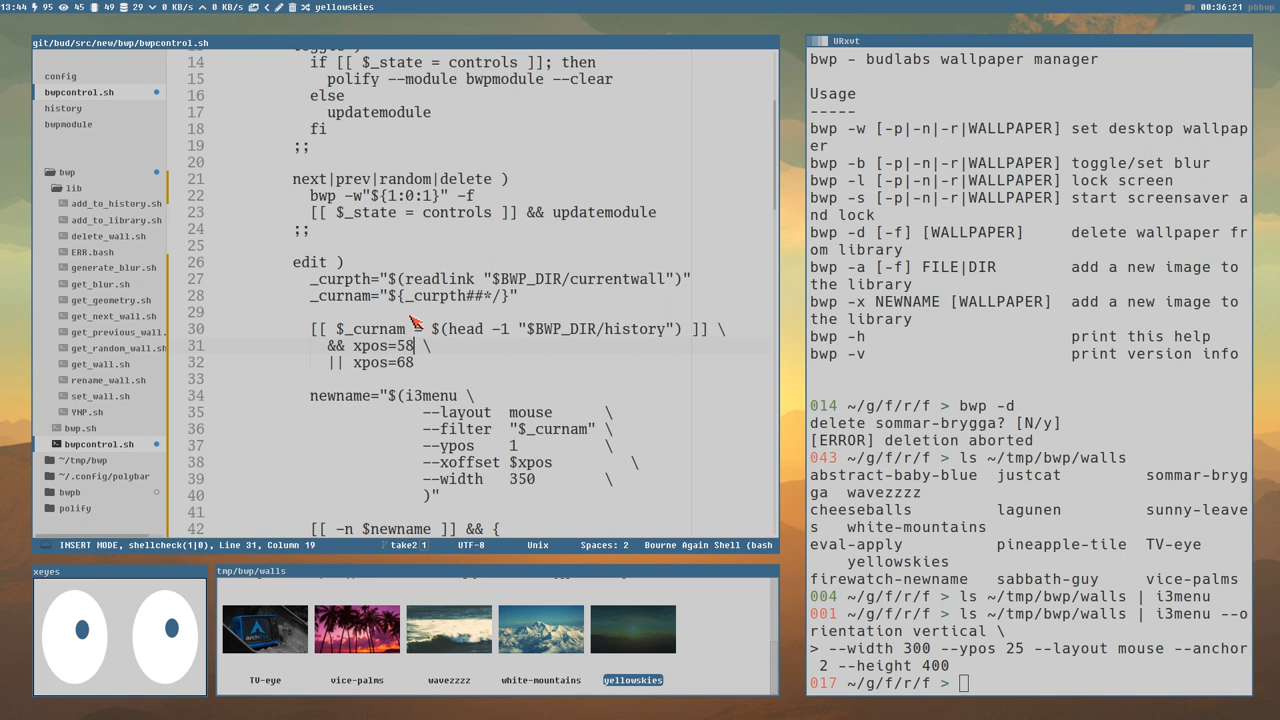 13:44 95 45 49 29 0 KB/s 0 KB/s yellowskies
00:36:21 pbbwp
git/bud/src/new/bwp/bwpcontrol.sh
config
bwpcontrol.sh
history
bwpmodule
bwp
lib
add_to_history.sh
add_to_library.sh
delete_wall.sh
ERR.bash
generate_blur.sh
get_blur.sh
get_geometry.sh
get_next_wall.sh
get_previous_wall.
get_random_wall.sh
get_wall.sh
rename_wall.sh
set_wall.sh
YNP.sh
bwp.sh
bwpcontrol.sh
~/tmp/bwp
~/.config/polybar
bwpb
polify
14 if [[ $_state = controls ]]; then
15 polify --module bwpmodule --clear
16 else
17 updatemodule
18 fi
19 ;;
20
21 next|prev|random|delete )
22 bwp -w"${1:0:1}" -f
23 [[ $_state = controls ]] && updatemodule
24 ;;
25
26 edit )
27 _curpth="$(readlink "$BWP_DIR/currentwall")"
28 _curnam="${_curpth##*/}"
29
30 [[ $_curnam = $(head -1 "$BWP_DIR/history") ]] \
31 && xpos=58 \
32 || xpos=68
33
34 newname="$(i3menu \
35 --layout mouse \
36 --filter "$_curnam" \
37 --ypos 1 \
38 --xoffset $xpos \
39 --width 350 \
40 )"
41
42 [[ -n $newname ]] && {
INSERT MODE, shellcheck(1|0), Line 31, Column 19 take2 1 UTF-8 Unix Spaces: 2 Bourne Again Shell (bash
xeyes
tmp/bwp/walls
TV-eye vice-palms wavezzzz white-mountains yellowskies
URxvt
bwp - budlabs wallpaper manager
Usage
-----
bwp -w [-p|-n|-r|WALLPAPER] set desktop wallpap
er
bwp -b [-p|-n|-r|WALLPAPER] toggle/set blur
bwp -l [-p|-n|-r|WALLPAPER] lock screen
bwp -s [-p|-n|-r|WALLPAPER] start screensaver a
nd lock
bwp -d [-f] [WALLPAPER] delete wallpaper fr
om library
bwp -a [-f] FILE|DIR add a new image to
the library
bwp -x NEWNAME [WALLPAPER] add a new image to
the library
bwp -h print this help
bwp -v print version info
014 ~/g/f/r/f > bwp -d
delete sommar-brygga? [N/y]
[ERROR] deletion aborted
043 ~/g/f/r/f > ls ~/tmp/bwp/walls
abstract-baby-blue justcat sommar-bryg
ga wavezzzz
cheeseballs lagunen sunny-leave
s white-mountains
eval-apply pineapple-tile TV-eye
yellowskies
firewatch-newname sabbath-guy vice-palms
004 ~/g/f/r/f > ls ~/tmp/bwp/walls | i3menu
001 ~/g/f/r/f > ls ~/tmp/bwp/walls | i3menu --o
rientation vertical \
> --width 300 --ypos 25 --layout mouse --anchor
2 --height 400
017 ~/g/f/r/f >